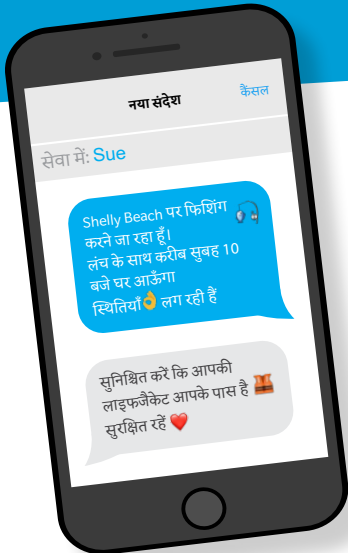 नया संदेश
कैंसल
सेवा में: Sue
Shelly Beach पर फिशिंग
करने जा रहा हूँ।
लंच के साथ करीब सुबह 10
बजे घर आऊँगा
स्थितियाँ👌 लग रही हैं
सुनिश्चित करें कि आपकी
लाइफजैकेट आपके पास है
सुरक्षित रहें ❤️